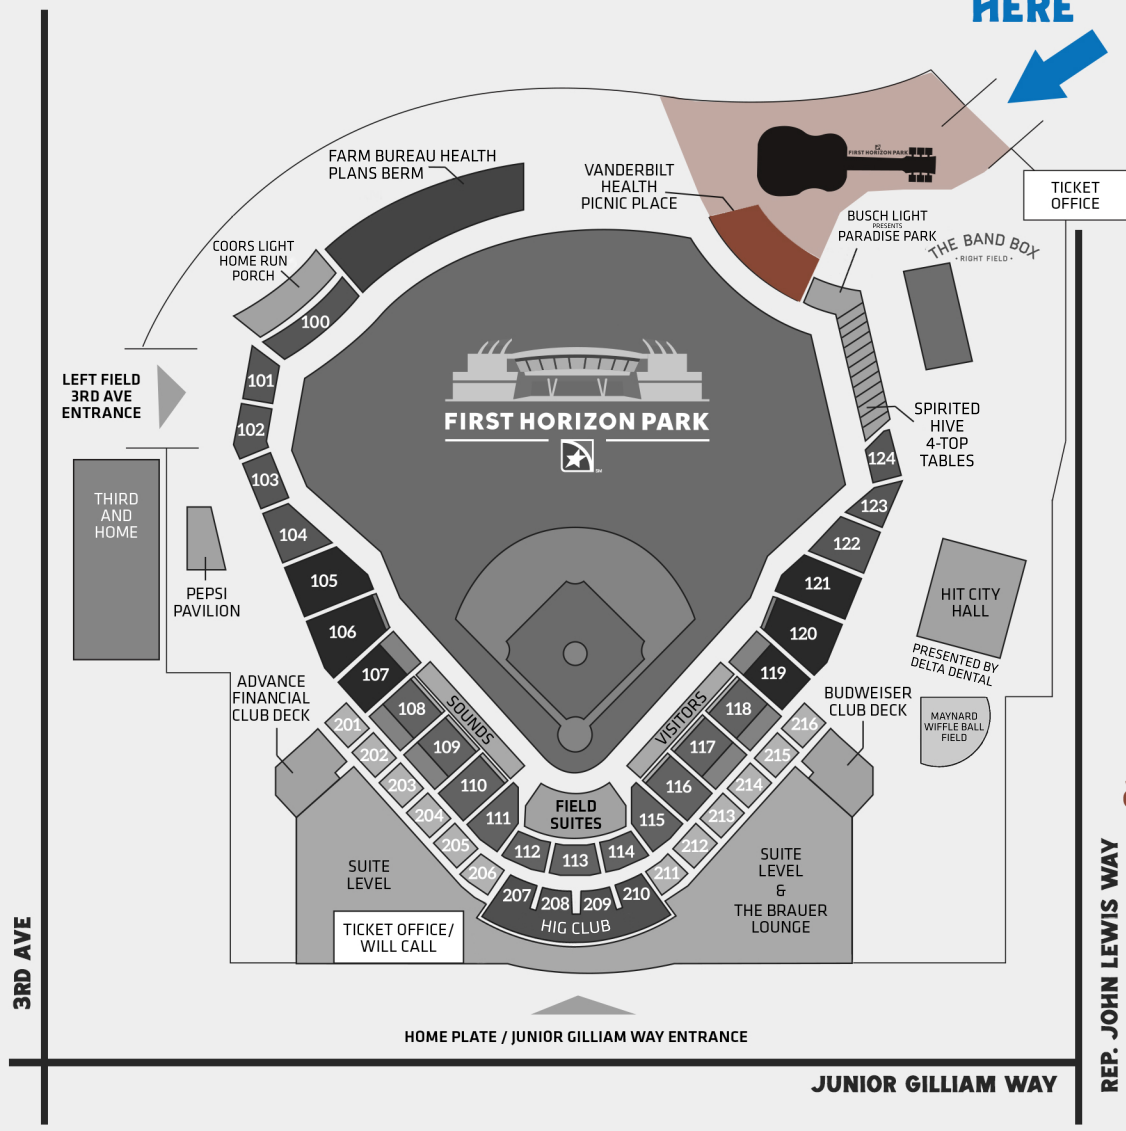 HERE
FARM BUREAU HEALTH
PLANS BERM
VANDERBILT
HEALTH
PICNIC PLACE
FIRST HORIZON PARK
TICKET
OFFICE
BUSCH LIGHT
PRESENTS
PARADISE PARK
THE BAND BOX
• RIGHT FIELD •
COORS LIGHT
HOME RUN
PORCH
100
101
102
103
104
105
106
107
108
109
110
111
112
113
114
115
116
117
118
119
120
121
122
123
124
LEFT FIELD
3RD AVE
ENTRANCE
FIRST HORIZON PARK
SM
SPIRITED
HIVE
4-TOP
TABLES
THIRD
AND
HOME
PEPSI
PAVILION
HIT CITY
HALL
PRESENTED BY
DELTA DENTAL
MAYNARD
WIFFLE BALL
FIELD
ADVANCE
FINANCIAL
CLUB DECK
BUDWEISER
CLUB DECK
SOUNDS
VISITORS
201
202
203
204
205
206
207
208
209
210
211
212
213
214
215
216
FIELD
SUITES
HIG CLUB
SUITE
LEVEL
SUITE
LEVEL
&
THE BRAUER
LOUNGE
TICKET OFFICE/
WILL CALL
HOME PLATE / JUNIOR GILLIAM WAY ENTRANCE
3RD AVE
JUNIOR GILLIAM WAY
REP. JOHN LEWIS WAY